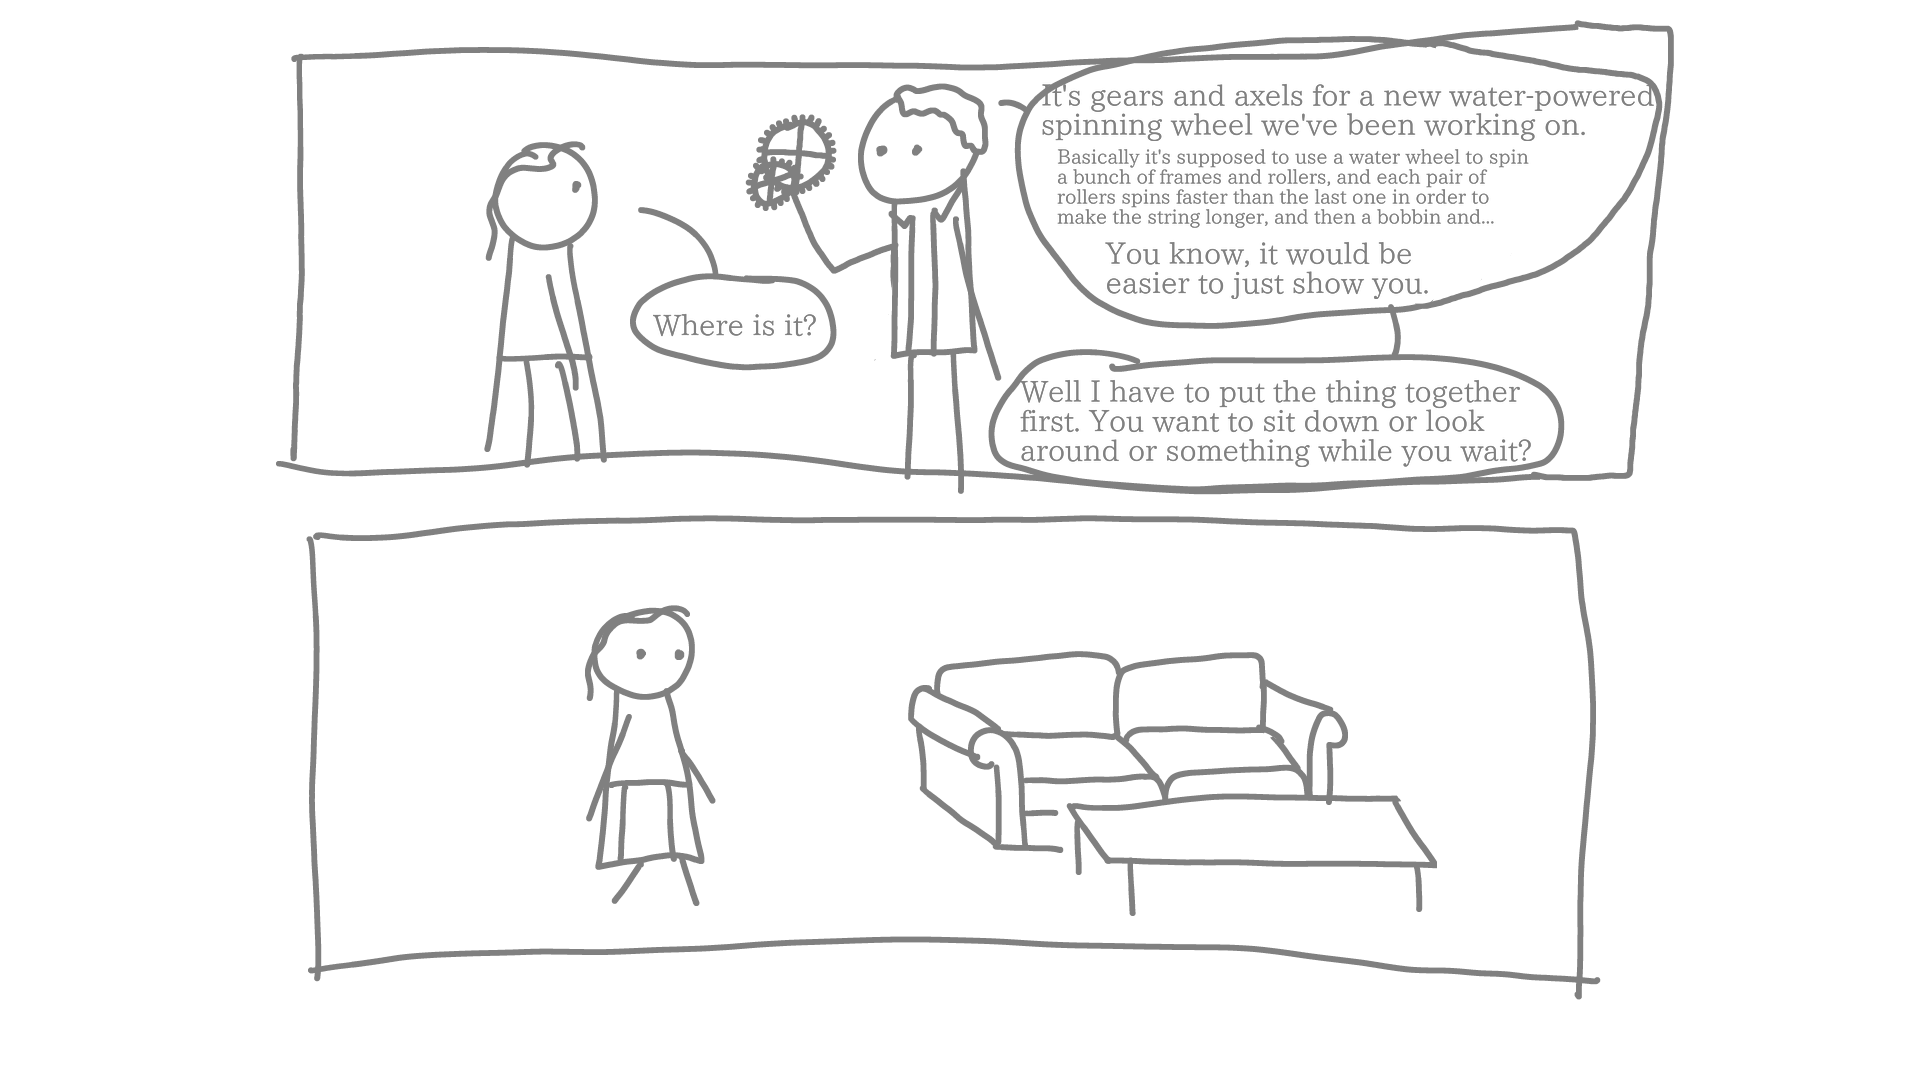 It's gears and axels for a new water-powered
spinning wheel we've been working on.
Basically it's supposed to use a water wheel to spin
a bunch of frames and rollers, and each pair of
rollers spins faster than the last one in order to
make the string longer, and then a bobbin and...
You know, it would be
easier to just show you.
Where is it?
Well I have to put the thing together
first. You want to sit down or look
around or something while you wait?